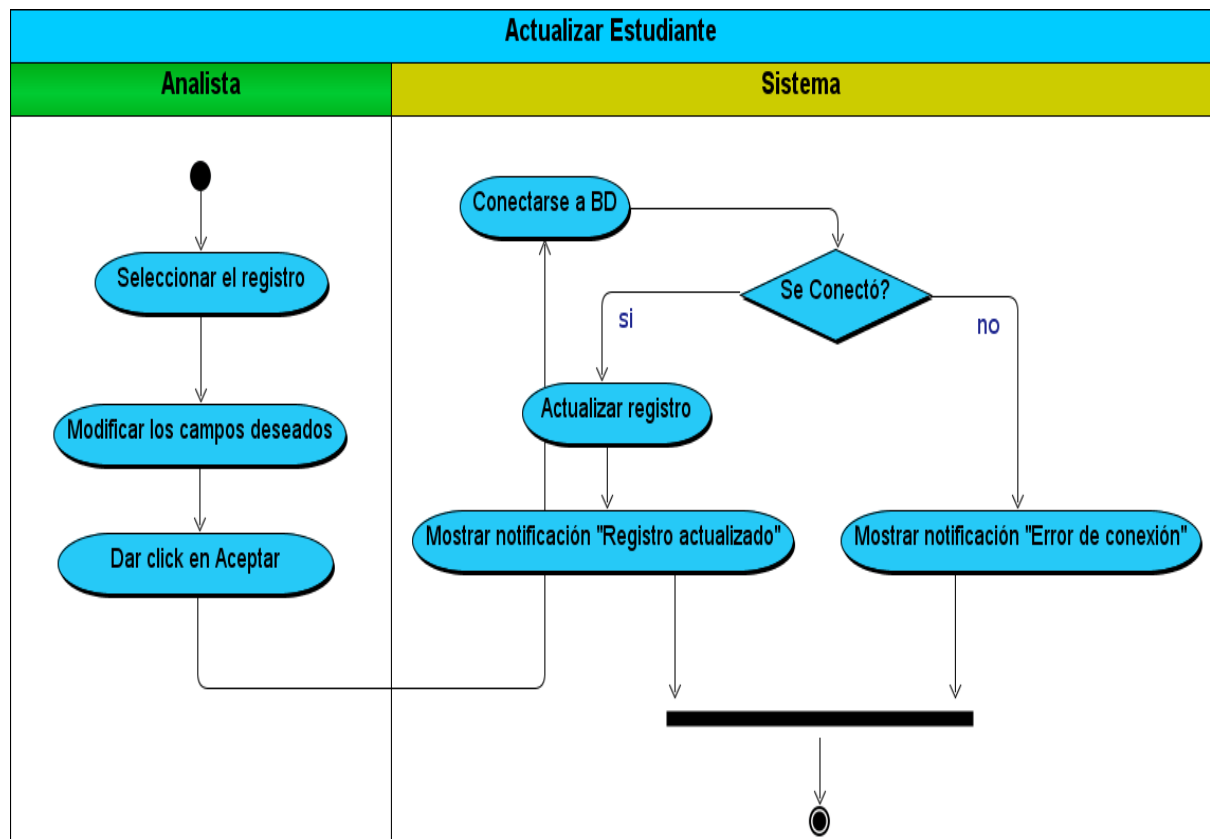 Actualizar Estudiante
Analista
Sistema
Seleccionar el registro
Modificar los campos deseados
Dar click en Aceptar
Conectarse a BD
Se Conectó?
si
no
Actualizar registro
Mostrar notificación "Registro actualizado"
Mostrar notificación "Error de conexión"